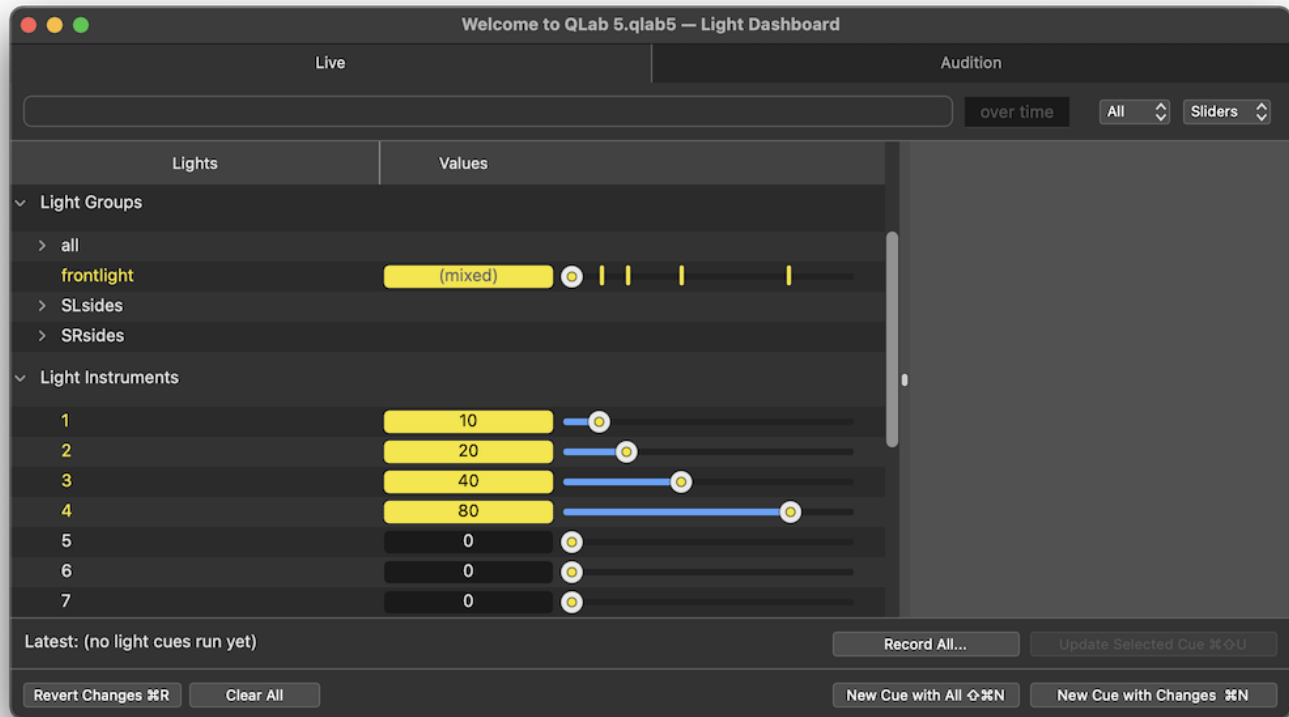 Welcome to QLab 5.qlab5 — Light Dashboard
Live Audition
over time All Sliders
Lights Values
Light Groups
all
frontlight (mixed)
SLsides
SRsides
Light Instruments
1 10
2 20
3 40
4 80
5 0
6 0
7 0
Latest: (no light cues run yet) Record All... Update Selected Cue ⌘⇧U
Revert Changes ⌘R Clear All New Cue with All ⇧⌘N New Cue with Changes ⌘N